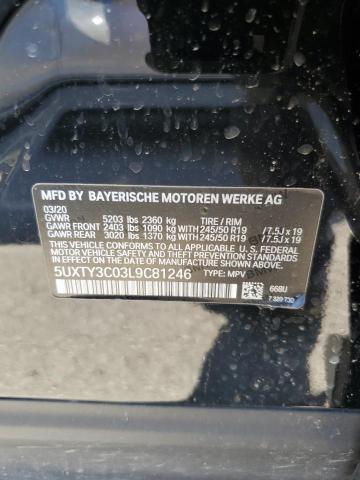 MFD BY BAYERISCHE MOTOREN WERKE AG
03/20
GVWR 5203 lbs 2360 kg TIRE / RIM
GAWR FRONT 2403 lbs 1090 kg WITH 245/50 R19 /7.5J x 19
GAWR REAR 3020 lbs 1370 kg WITH 245/50 R19 /7.5J x 19
THIS VEHICLE CONFORMS TO ALL APPLICABLE U. S. FEDERAL
MOTOR VEHICLE SAFETY AND THEFT PREVENTION STANDARDS
IN EFFECT ON THE DATE OF MANUFACTURE SHOWN ABOVE.
5UXTY3C03L9C81246 TYPE: MPV
668U
7 389 730